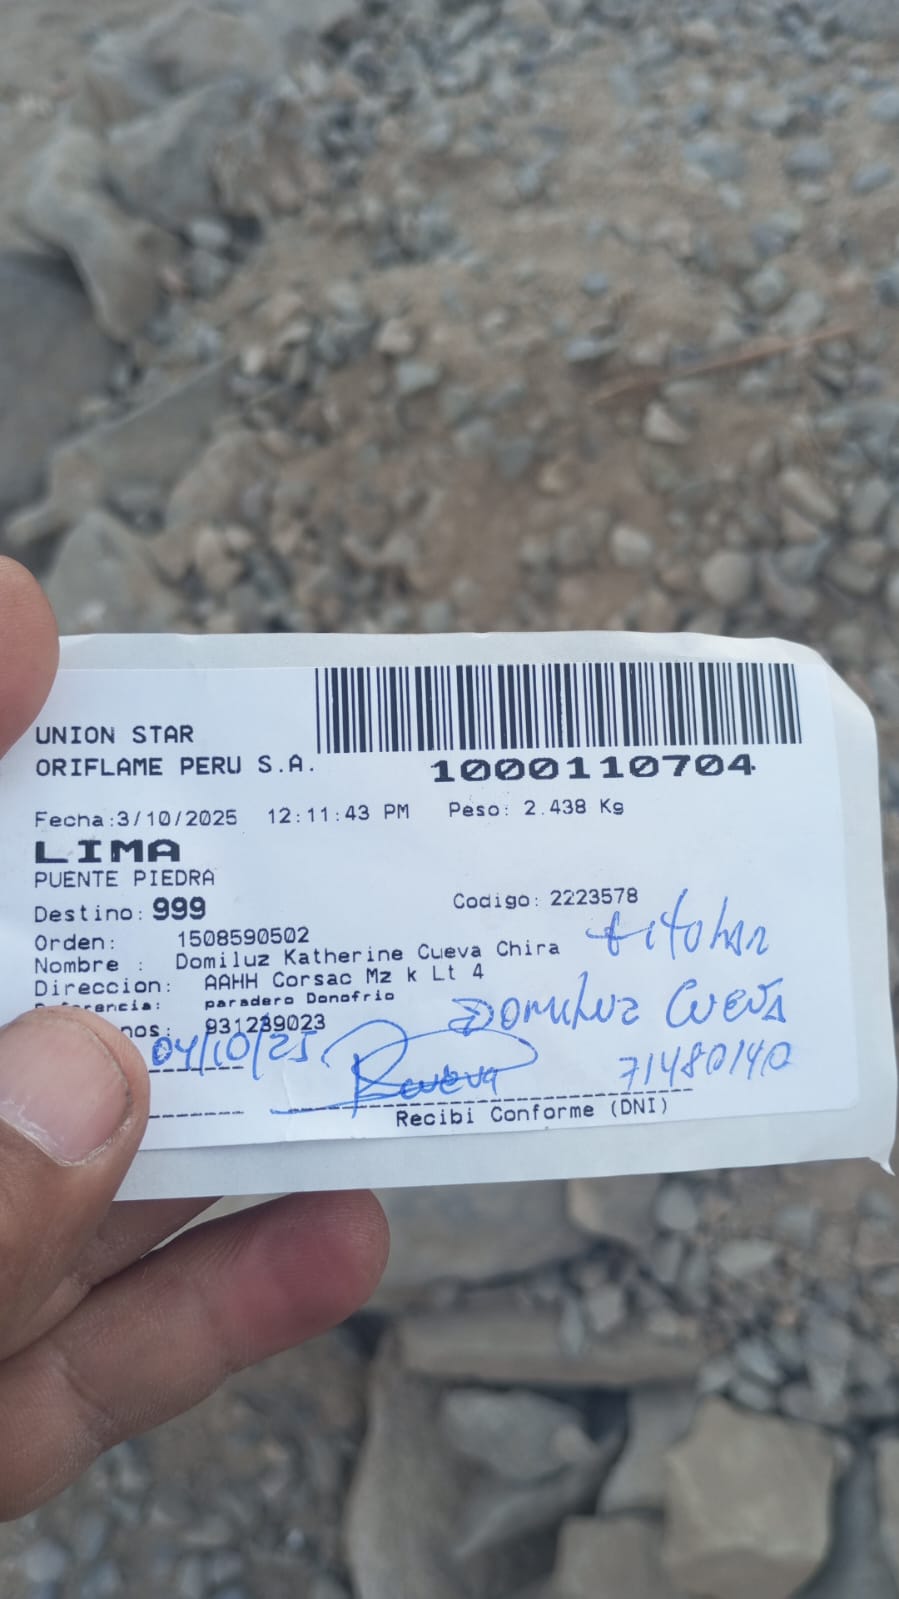 UNION STAR
ORIFLAME PERU S.A.
1000110704
Fecha:3/10/2025 12:11:43 PM Peso: 2.438 Kg
LIMA
PUENTE PIEDRA
Destino: 999 Codigo: 2223578
Orden: 1508590502
Nombre : Domiluz Katherine Cueva Chira
titular
Direccion: AAHH Corsac Mz k Lt 4
erencia: paradero Donofrio
Domiluz Cueva
nos: 931239023
04/10/25
71480140
Recibi Conforme (DNI)